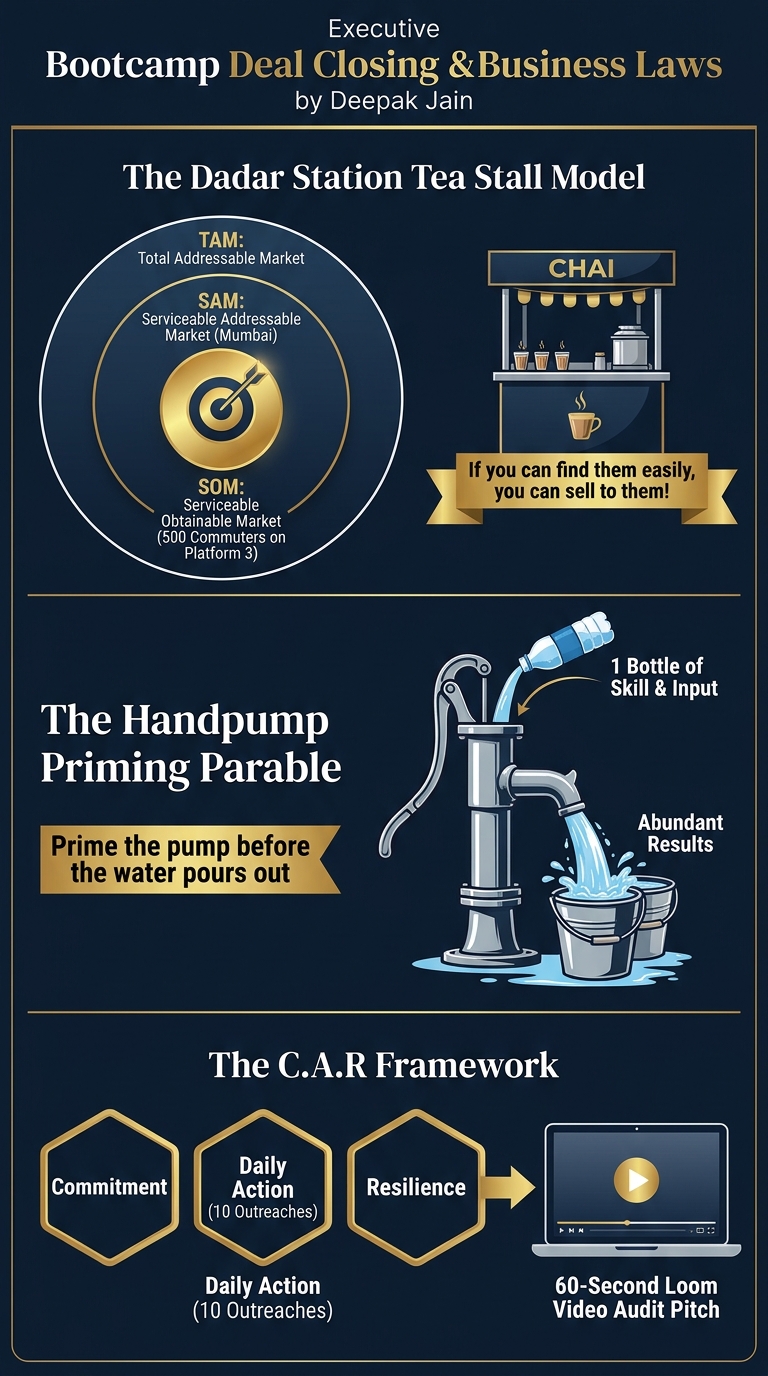 Executive
Bootcamp Deal Closing &Business Laws
by Deepak Jain
The Dadar Station Tea Stall Model
TAM:
Total Addressable Market
SAM:
Serviceable Addressable
Market (Mumbai)
SOM:
Serviceable
Obtainable Market
(500 Commuters on
Platform 3)
CHAI
If you can find them easily,
you can sell to them!
The Handpump
Priming Parable
Prime the pump before
the water pours out
1 Bottle of
Skill & Input
Abundant
Results
The C.A.R Framework
Commitment
Daily
Action
(10 Outreaches)
Resilience
Daily Action
(10 Outreaches)
60-Second Loom
Video Audit Pitch